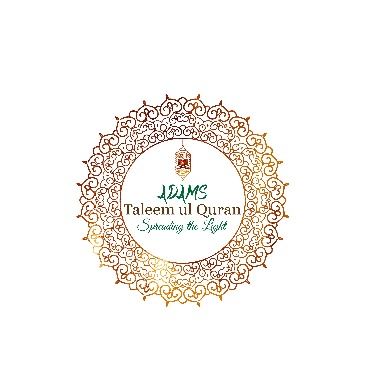 ADAMS
Taleem ul Quran
Spreading the Light